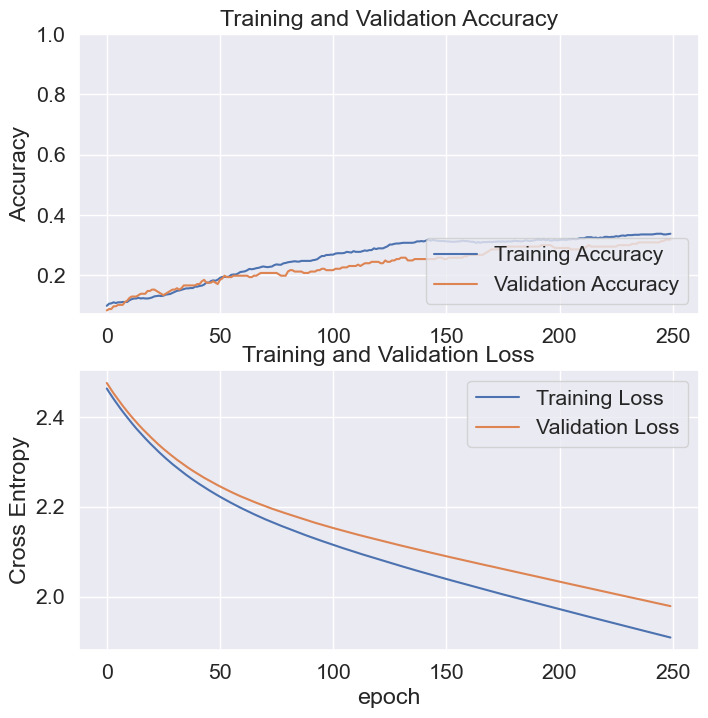 Training and Validation Accuracy
1.0
0.8
0.6
0.4
0.2
Accuracy
Training Accuracy
Validation Accuracy
0 50 100 150 200 250
Training and Validation Loss
2.4
2.2
2.0
Cross Entropy
Training Loss
Validation Loss
0 50 100 150 200 250
epoch